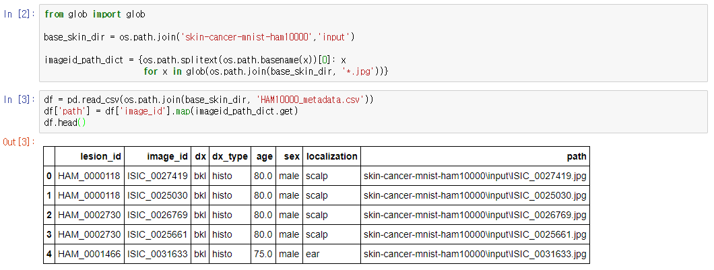 In [2]: from glob import glob
base_skin_dir = os.path.join('skin-cancer-mnist-ham10000','input')
imageid_path_dict = {os.path.splitext(os.path.basename(x))[0]: x
for x in glob(os.path.join(base_skin_dir, '*.jpg'))}
In [3]: df = pd.read_csv(os.path.join(base_skin_dir, 'HAM10000_metadata.csv'))
df['path'] = df['image_id'].map(imageid_path_dict.get)
df.head()
Out[3]:
lesion_id image_id dx dx_type age sex localization path
0 HAM_0000118 ISIC_0027419 bkl histo 80.0 male scalp skin-cancer-mnist-ham10000\input\ISIC_0027419.jpg
1 HAM_0000118 ISIC_0025030 bkl histo 80.0 male scalp skin-cancer-mnist-ham10000\input\ISIC_0025030.jpg
2 HAM_0002730 ISIC_0026769 bkl histo 80.0 male scalp skin-cancer-mnist-ham10000\input\ISIC_0026769.jpg
3 HAM_0002730 ISIC_0025661 bkl histo 80.0 male scalp skin-cancer-mnist-ham10000\input\ISIC_0025661.jpg
4 HAM_0001466 ISIC_0031633 bkl histo 75.0 male ear skin-cancer-mnist-ham10000\input\ISIC_0031633.jpg